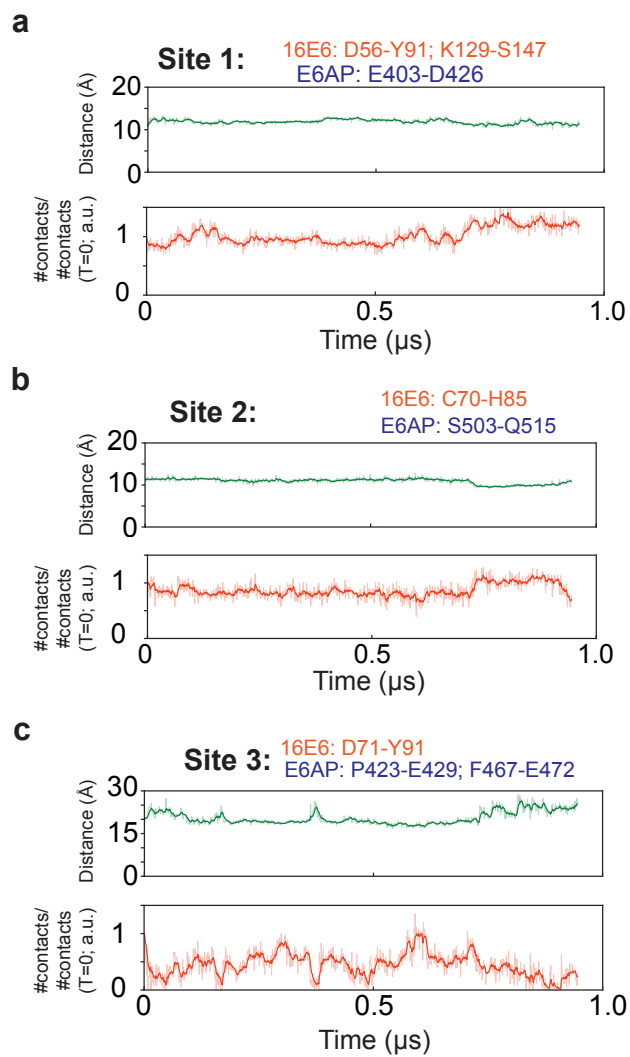 a
Site 1:
16E6: D56-Y91; K129-S147
E6AP: E403-D426
Distance (Å)
20
10
0
#contacts/
#contacts
(T=0; a.u.)
1
0
0
0.5
1.0
Time (µs)
b
Site 2:
16E6: C70-H85
E6AP: S503-Q515
Distance (Å)
20
10
0
#contacts/
#contacts
(T=0; a.u.)
1
0
0
0.5
1.0
Time (µs)
c
Site 3:
16E6: D71-Y91
E6AP: P423-E429; F467-E472
Distance (Å)
30
15
0
#contacts/
#contacts
(T=0; a.u.)
1
0
0
0.5
1.0
Time (µs)